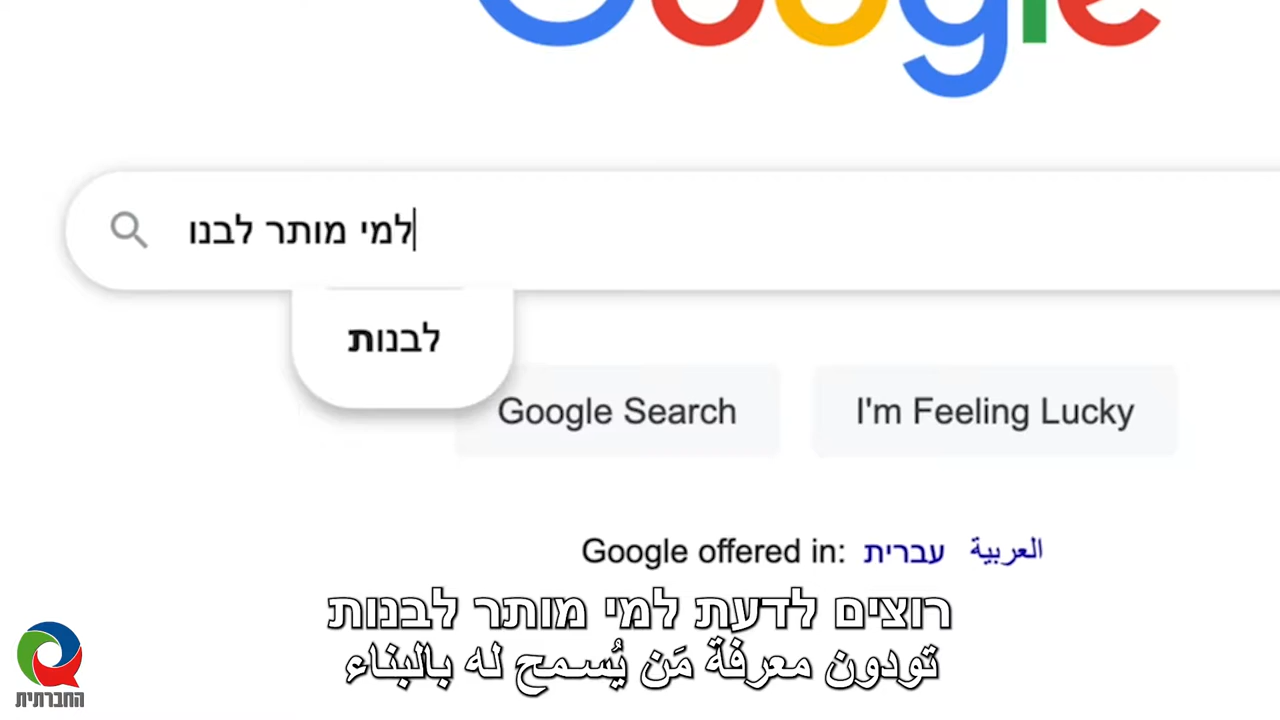 Google
למי מותר לבנו
לבנות
Google Search
I'm Feeling Lucky
Google offered in: עברית العربية
רוצים לדעת למי מותר לבנות
تودون معرفة مَن يُسمح له بالبناء
החברתית